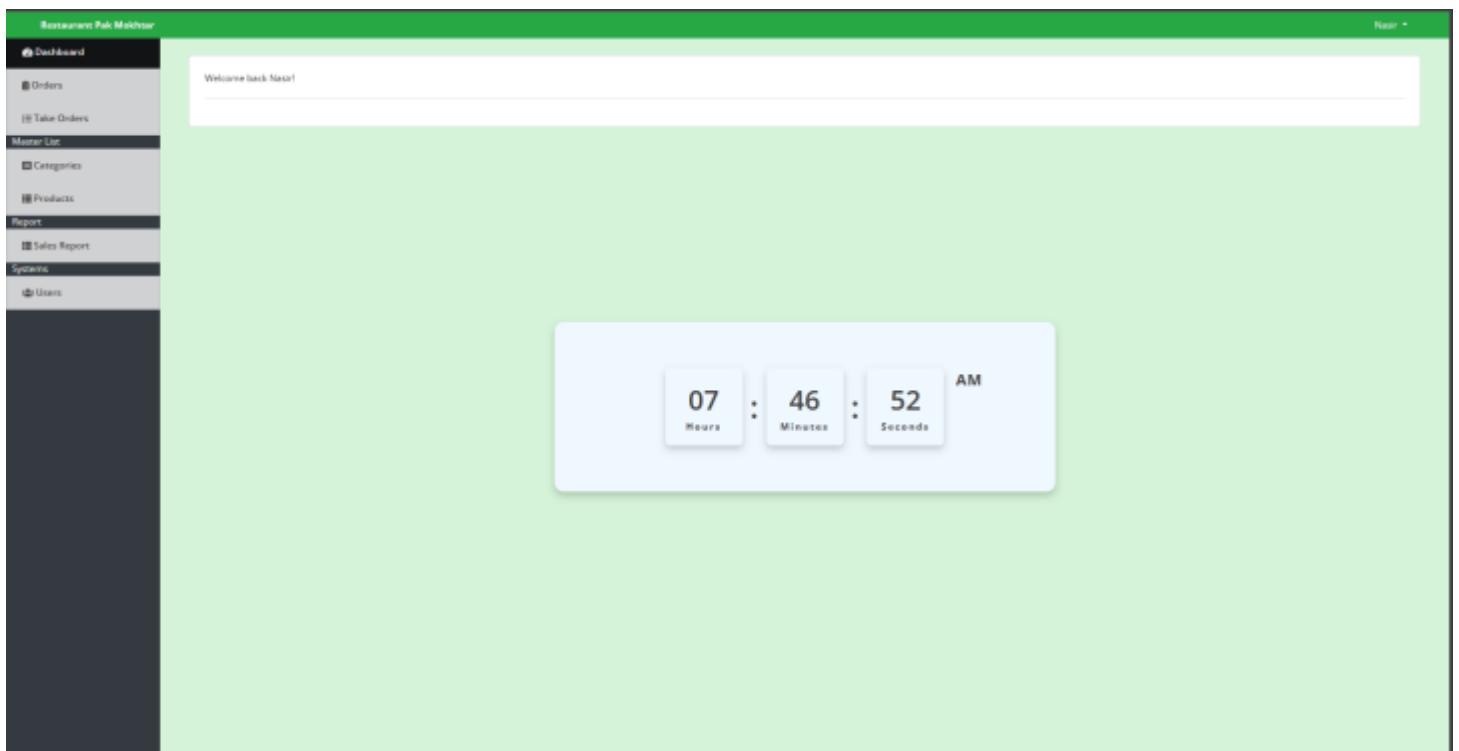 Restaurant Pak Mokhtar
Nasir
Dashboard
Orders
Take Orders
Master List
Categories
Products
Report
Sales Report
Systems
Users
Welcome back Nasir!
07 : 46 : 52 AM
Hours Minutes Seconds